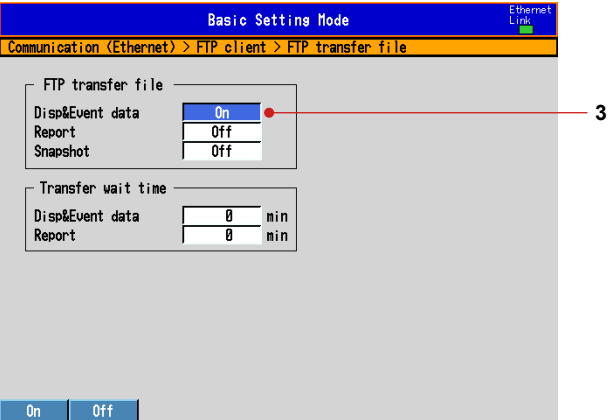 Basic Setting Mode
Ethernet
Link
Communication (Ethernet) > FTP client > FTP transfer file
FTP transfer file
Disp&Event data On
3
Report Off
Snapshot Off
Transfer wait time
Disp&Event data 0 min
Report 0 min
On Off